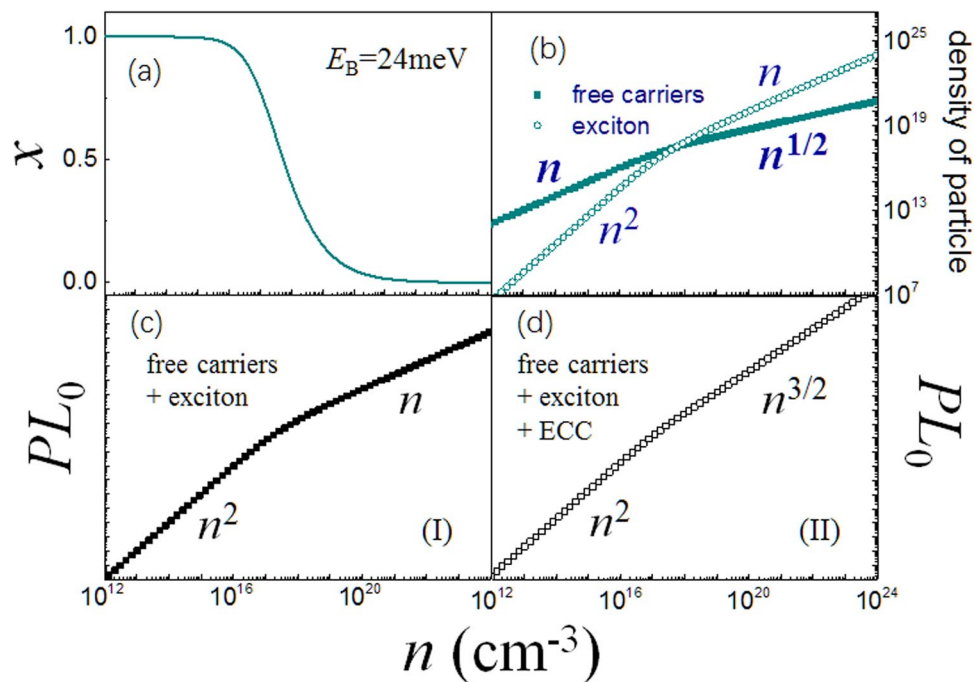 1.0
(a)
E_B=24meV
x
0.5
0.0
(b)
free carriers
exciton
n
n
n^{1/2}
n^2
10^{25}
10^{19}
10^{13}
10^7
density of particle
(c)
free carriers
+ exciton
PL_0
n
n^2
(I)
(d)
free carriers
+ exciton
+ ECC
n^{3/2}
n^2
(II)
PL_0
10^{12} 10^{16} 10^{20} 10^{12} 10^{16} 10^{20} 10^{24}
n (cm^{-3})